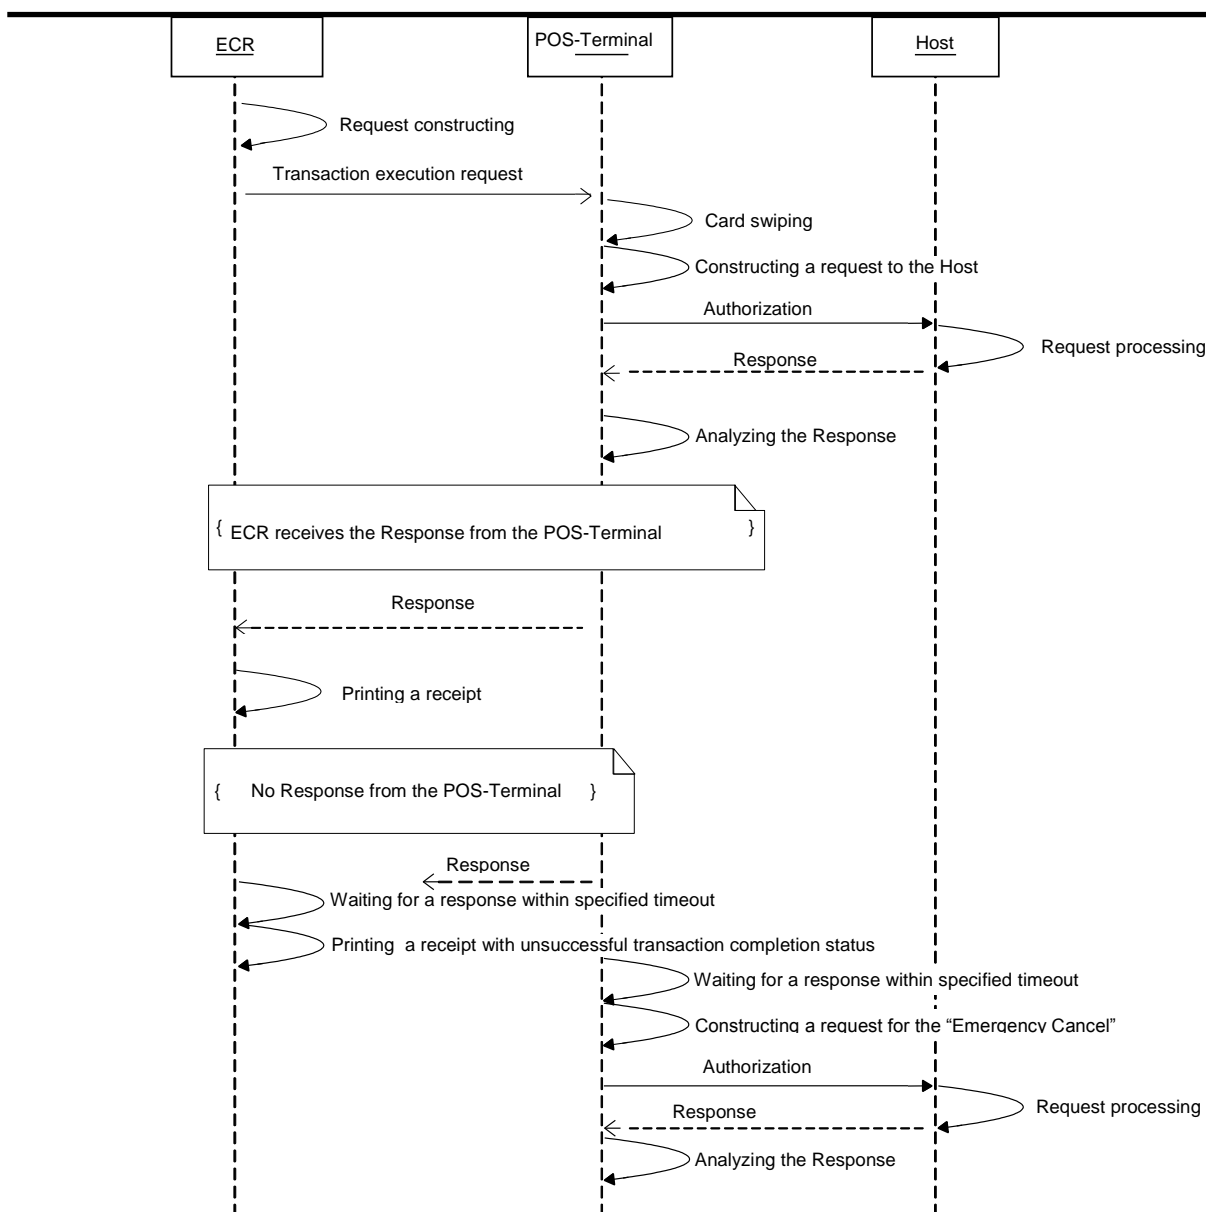 ECR
POS-Terminal
Host
Request constructing
Transaction execution request
Card swiping
Constructing a request to the Host
Authorization
Request processing
Response
Analyzing the Response
{ ECR receives the Response from the POS-Terminal }
Response
Printing a receipt
{ No Response from the POS-Terminal }
Response
Waiting for a response within specified timeout
Printing a receipt with unsuccessful transaction completion status
Waiting for a response within specified timeout
Constructing a request for the “Emergency Cancel”
Authorization
Request processing
Response
Analyzing the Response